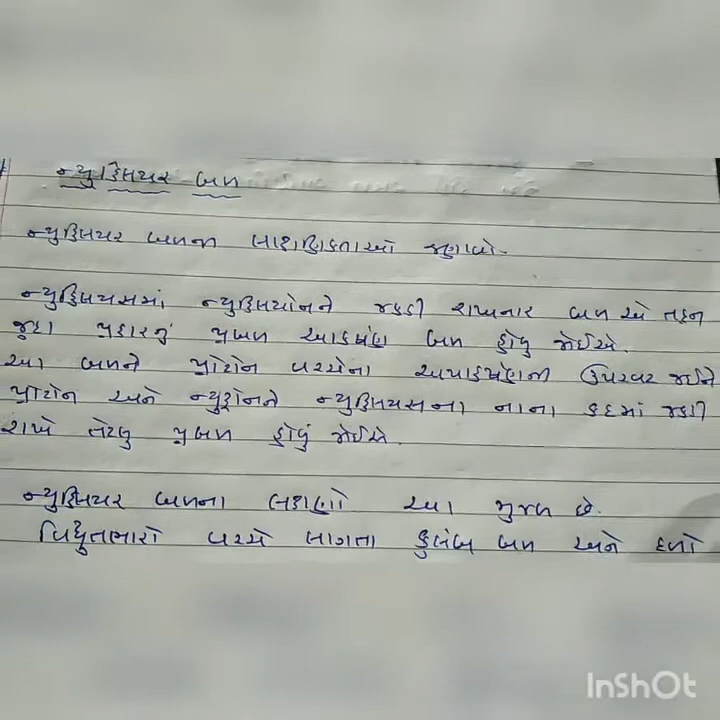 ન્યુક્લિયર બળ
ન્યુક્લિયર બળની લાક્ષણિકતાઓ જણાવો.
ન્યુક્લિયસમાં, ન્યુક્લિયોનને જકડી રાખનાર બળ એ તદ્દન
જુદા પ્રકારનું પ્રબળ આકર્ષણ બળ હોવું જોઈએ.
આ બળને પ્રોટોન વચ્ચેના અપાકર્ષણની ઉપરવટ જઈને
પ્રોટોન અને ન્યુટ્રોનને ન્યુક્લિયસના નાના કદમાં જકડી
રાખે તેટલુ પ્રબળ હોવું જોઈએ.
ન્યુક્લિયર બળના લક્ષણો આ મુજબ છે.
વિદ્યુતભારો વચ્ચે લાગતા કુલંબ બળ અને દળો
InShOt